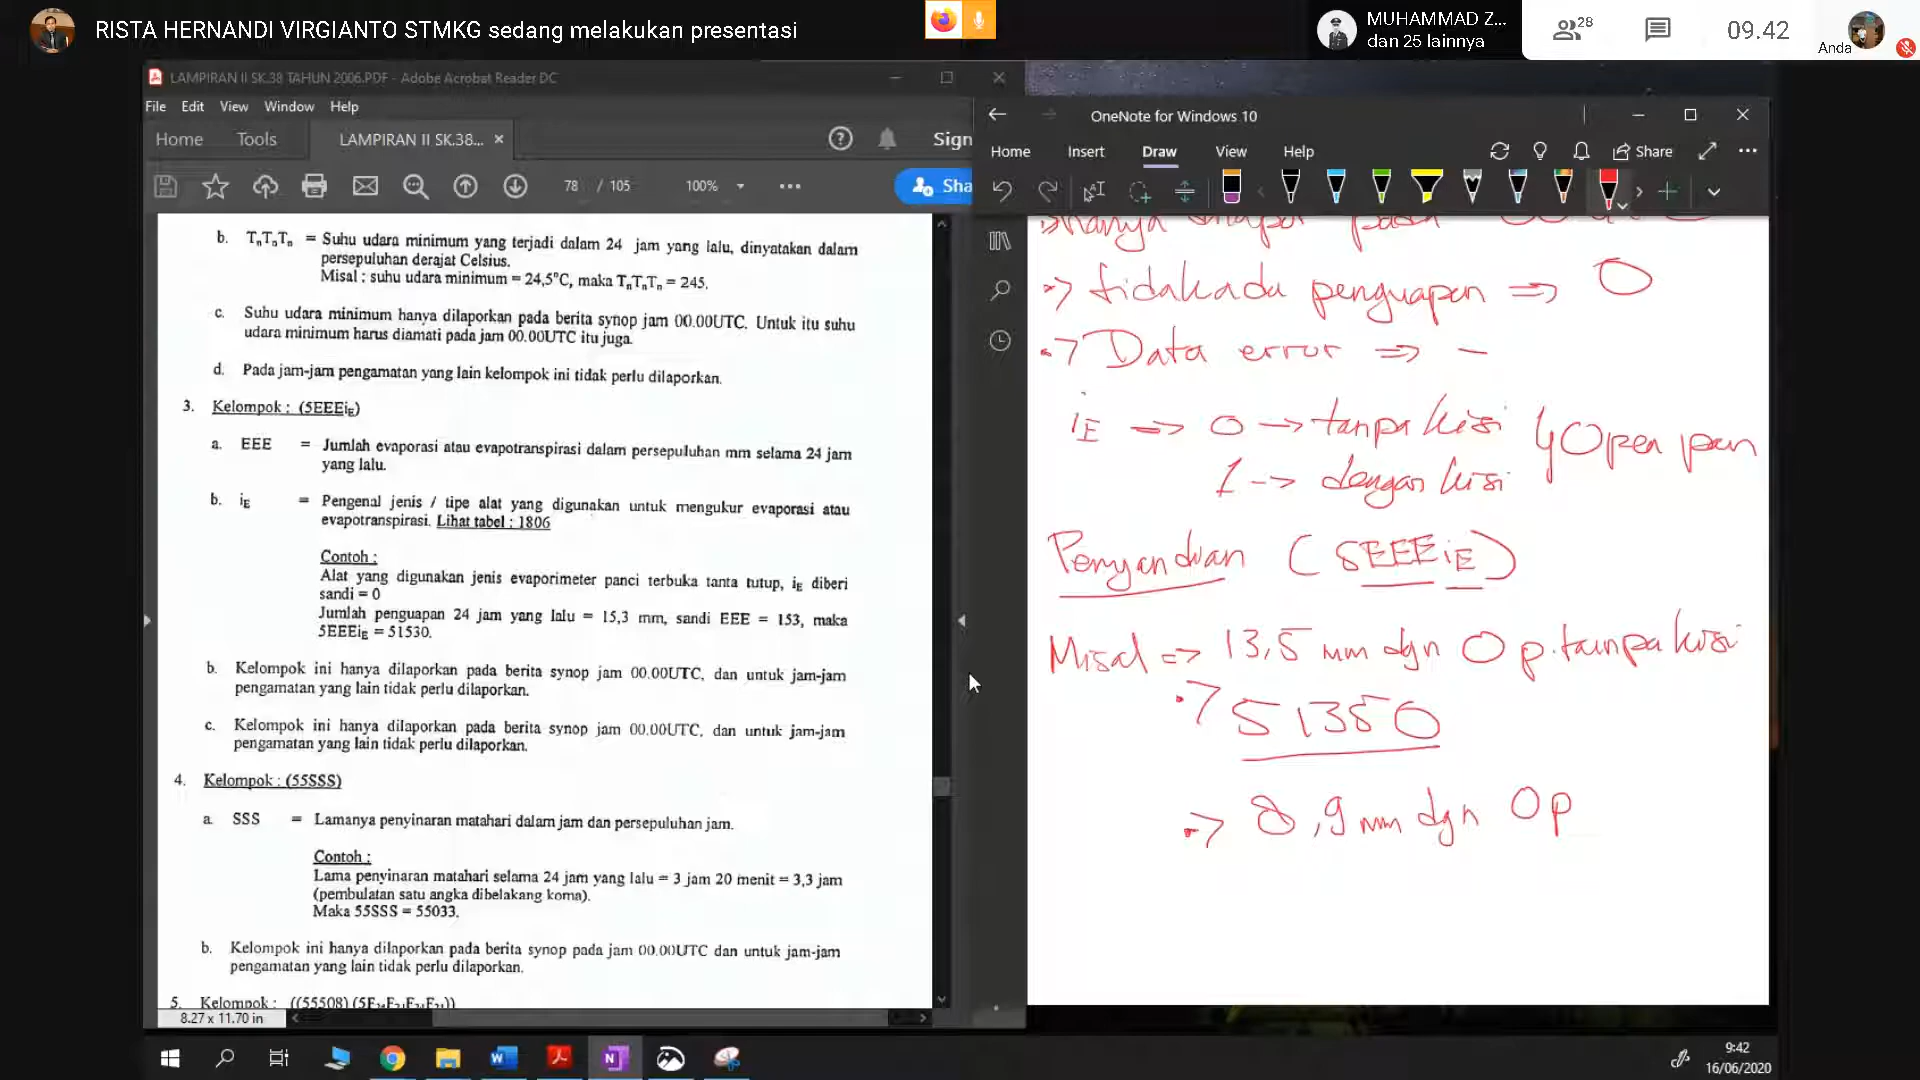 RISTA HERNANDI VIRGIANTO STMKG sedang melakukan presentasi
MUHAMMAD Z...
dan 25 lainnya
28
09.42
Anda
LAMPIRAN II SK.38 TAHUN 2006.PDF - Adobe Acrobat Reader DC
File Edit View Window Help
Home Tools LAMPIRAN II SK.38... × Sign
78 / 105 100% Sha
b. TnTnTn = Suhu udara minimum yang terjadi dalam 24 jam yang lalu, dinyatakan dalam
persepuluhan derajat Celsius.
Misal : suhu udara minimum = 24,5°C, maka TnTnTn = 245.
c. Suhu udara minimum hanya dilaporkan pada berita synop jam 00.00UTC. Untuk itu suhu
udara minimum harus diamati pada jam 00.00UTC itu juga.
d. Pada jam-jam pengamatan yang lain kelompok ini tidak perlu dilaporkan.
3. Kelompok : (5EEEiE)
a. EEE = Jumlah evaporasi atau evapotranspirasi dalam persepuluhan mm selama 24 jam
yang lalu.
b. iE = Pengenal jenis / tipe alat yang digunakan untuk mengukur evaporasi atau
evapotranspirasi. Lihat tabel : 1806
Contoh :
Alat yang digunakan jenis evaporimeter panci terbuka tanta tutup, iE diberi
sandi = 0
Jumlah penguapan 24 jam yang lalu = 15,3 mm, sandi EEE = 153, maka
5EEEiE = 51530.
b. Kelompok ini hanya dilaporkan pada berita synop jam 00.00UTC, dan untuk jam-jam
pengamatan yang lain tidak perlu dilaporkan.
c. Kelompok ini hanya dilaporkan pada berita synop jam 00.00UTC, dan untuk jam-jam
pengamatan yang lain tidak perlu dilaporkan.
4. Kelompok : (55SSS)
a. SSS = Lamanya penyinaran matahari dalam jam dan persepuluhan jam.
Contoh :
Lama penyinaran matahari selama 24 jam yang lalu = 3 jam 20 menit = 3,3 jam
(pembulatan satu angka dibelakang koma).
Maka 55SSS = 55033.
b. Kelompok ini hanya dilaporkan pada berita synop pada jam 00.00UTC dan untuk jam-jam
pengamatan yang lain tidak perlu dilaporkan.
5. Kelompok : ((55508) (5F24F24F24F24))
8.27 x 11.70 in
OneNote for Windows 10
Home Insert Draw View Help Share
Hanya pada
-> tidak ada penguapan => 0
-> Data error => -
iE => 0 -> tanpa kisi } Open pan
1 -> dengan kisi
Penyandian (5EEEiE)
Misal => 13,5 mm dgn Op.tanpa kisi
-> 51350
-> 8,9 mm dgn Op
9:42
16/06/2020